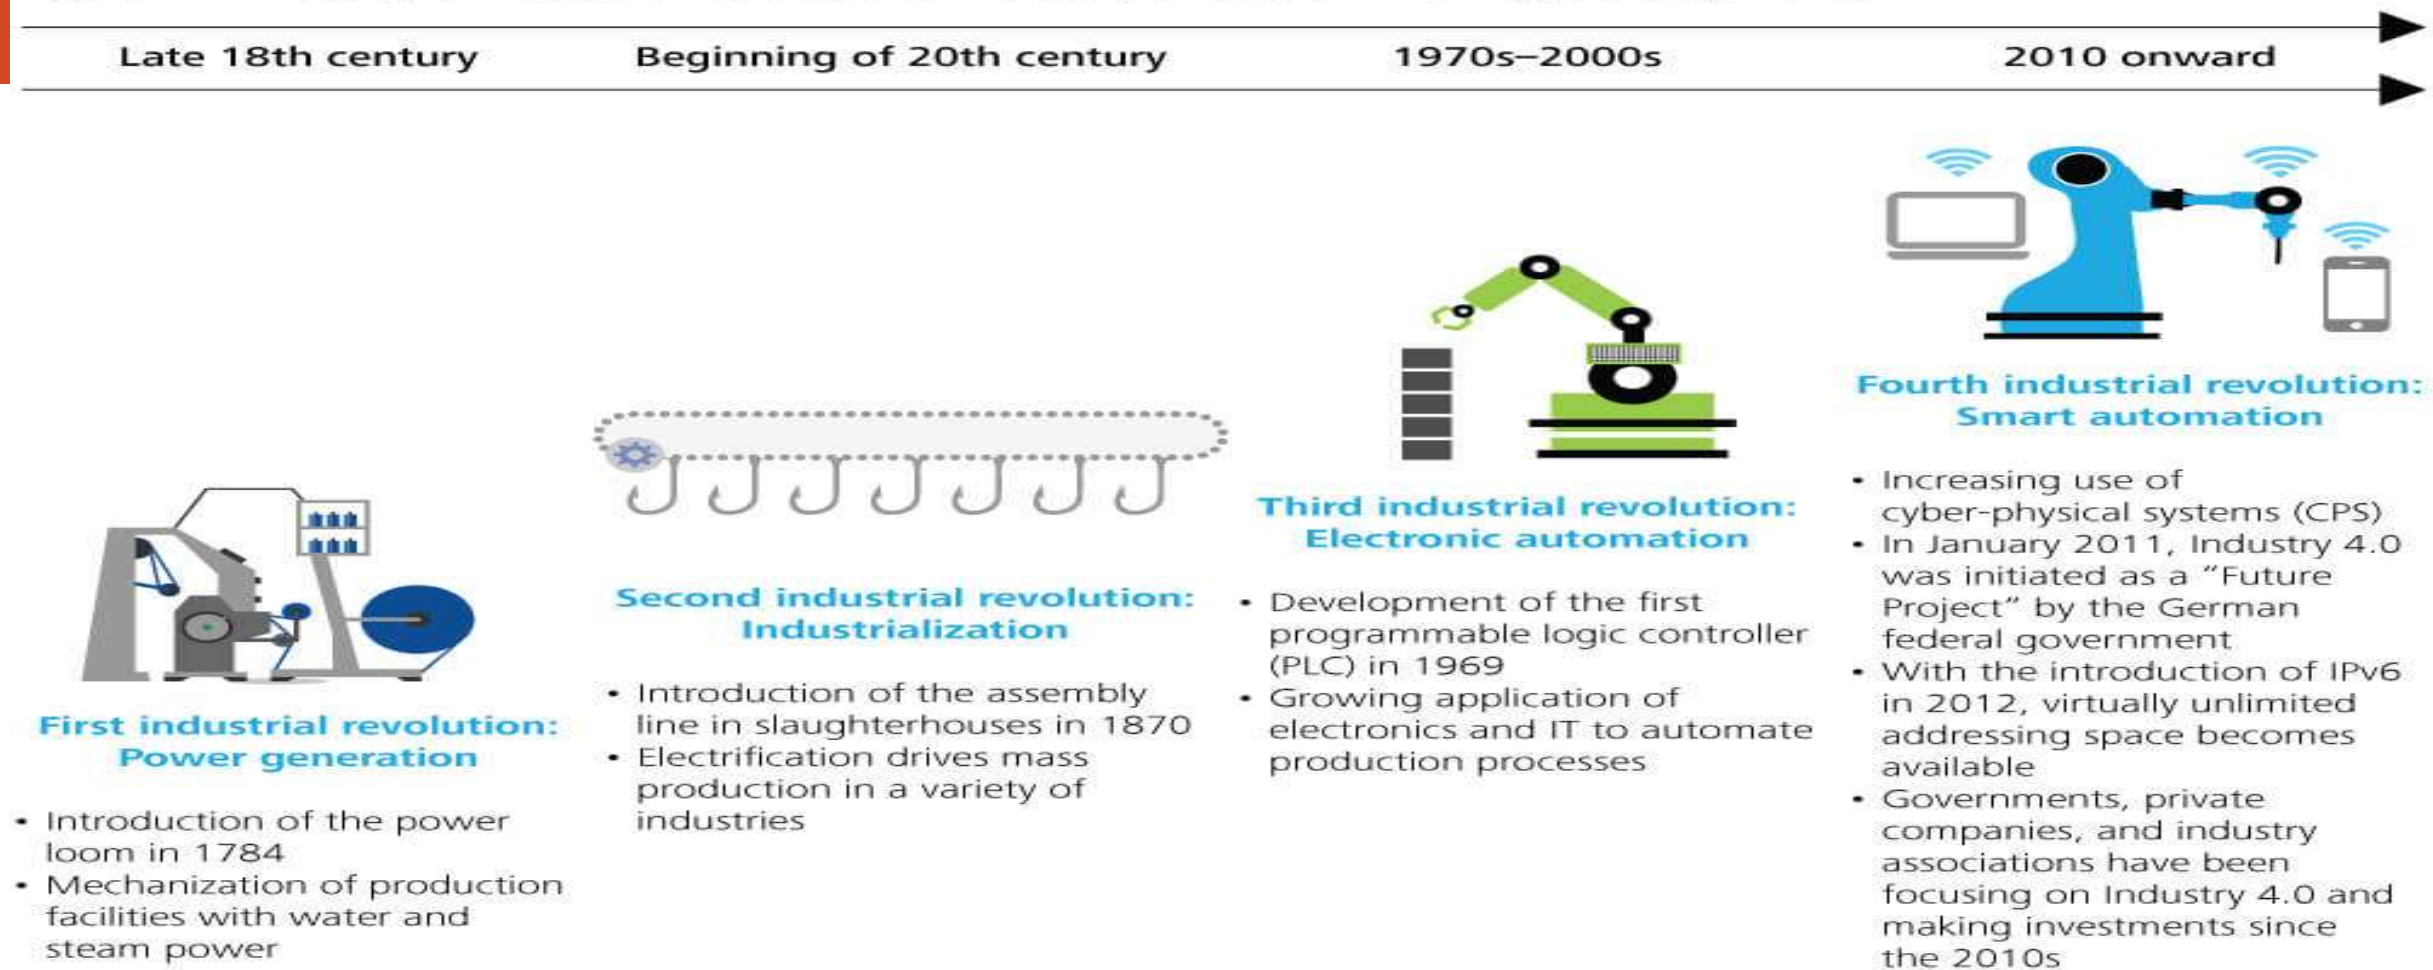 Late 18th century
Beginning of 20th century
1970s–2000s
2010 onward
First industrial revolution:
Power generation
• Introduction of the power
loom in 1784
• Mechanization of production
facilities with water and
steam power
Second industrial revolution:
Industrialization
• Introduction of the assembly
line in slaughterhouses in 1870
• Electrification drives mass
production in a variety of
industries
Third industrial revolution:
Electronic automation
• Development of the first
programmable logic controller
(PLC) in 1969
• Growing application of
electronics and IT to automate
production processes
Fourth industrial revolution:
Smart automation
• Increasing use of
cyber-physical systems (CPS)
• In January 2011, Industry 4.0
was initiated as a “Future
Project” by the German
federal government
• With the introduction of IPv6
in 2012, virtually unlimited
addressing space becomes
available
• Governments, private
companies, and industry
associations have been
focusing on Industry 4.0 and
making investments since
the 2010s